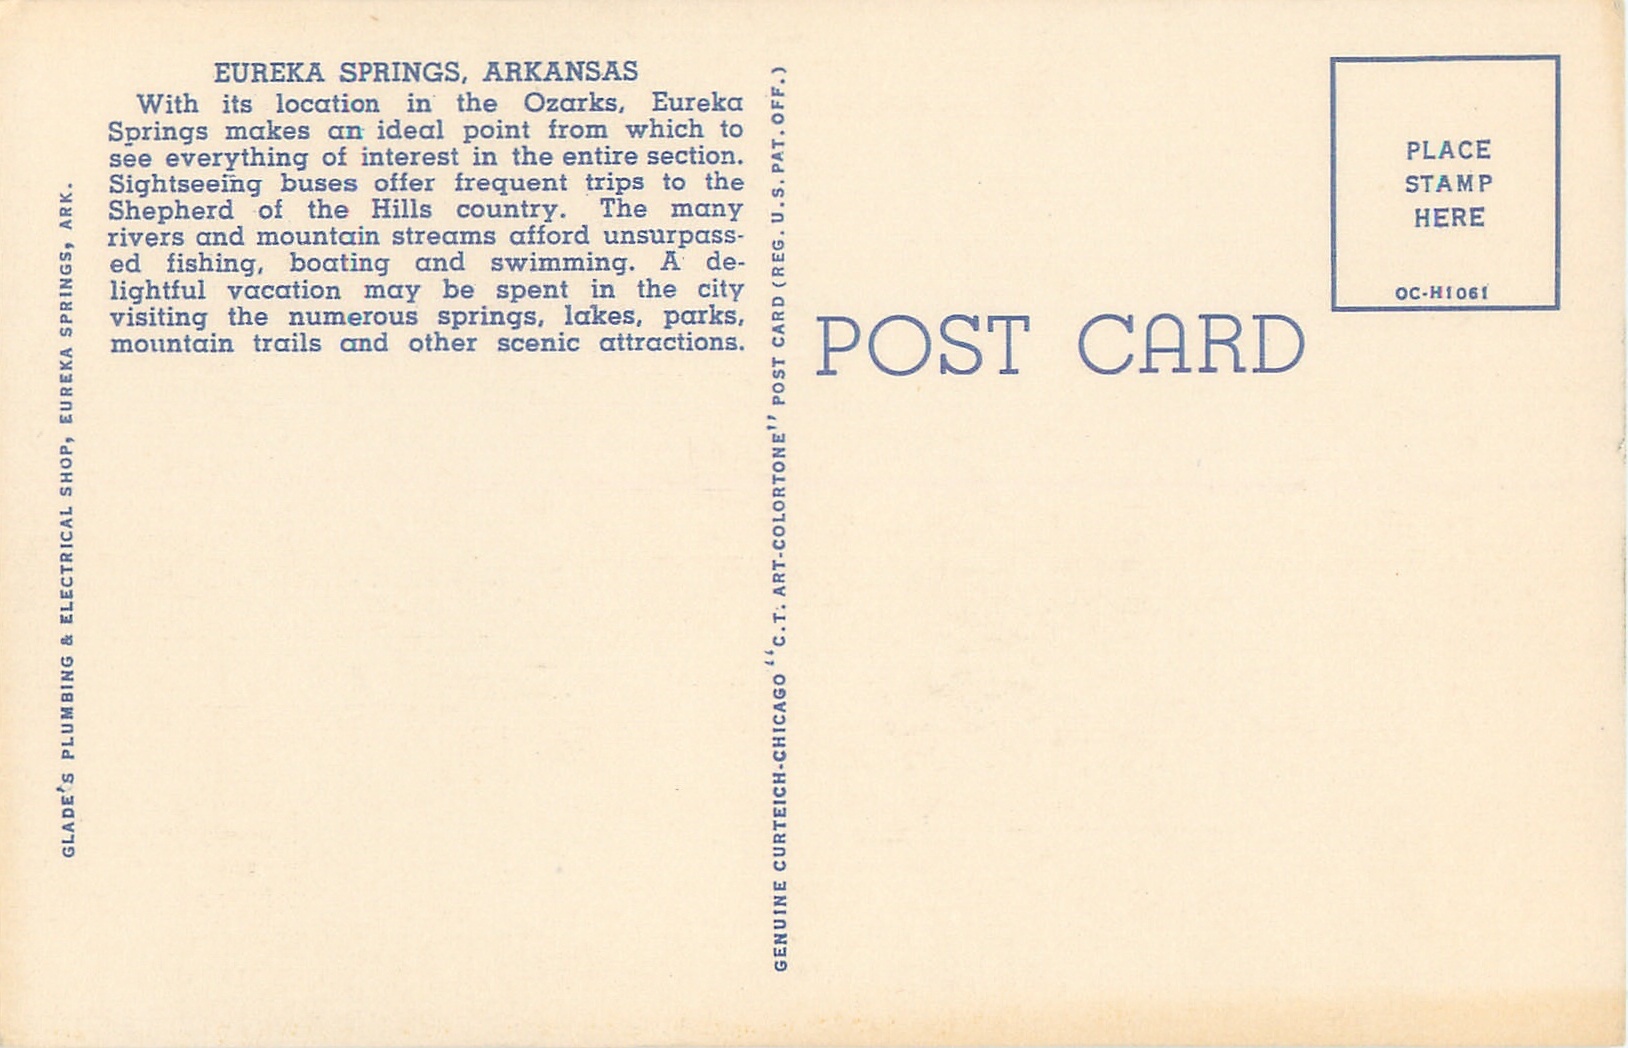 EUREKA SPRINGS, ARKANSAS
With its location in the Ozarks, Eureka
Springs makes an ideal point from which to
see everything of interest in the entire section.
Sightseeing buses offer frequent trips to the
Shepherd of the Hills country. The many
rivers and mountain streams afford unsurpass-
ed fishing, boating and swimming. A de-
lightful vacation may be spent in the city
visiting the numerous springs, lakes, parks,
mountain trails and other scenic attractions.
GLADE'S PLUMBING & ELECTRICAL SHOP, EUREKA SPRINGS, ARK.
GENUINE CURTEICH-CHICAGO "C.T. ART-COLORTONE" POST CARD (REG. U.S. PAT. OFF.)
POST CARD
PLACE
STAMP
HERE
OC-H1061